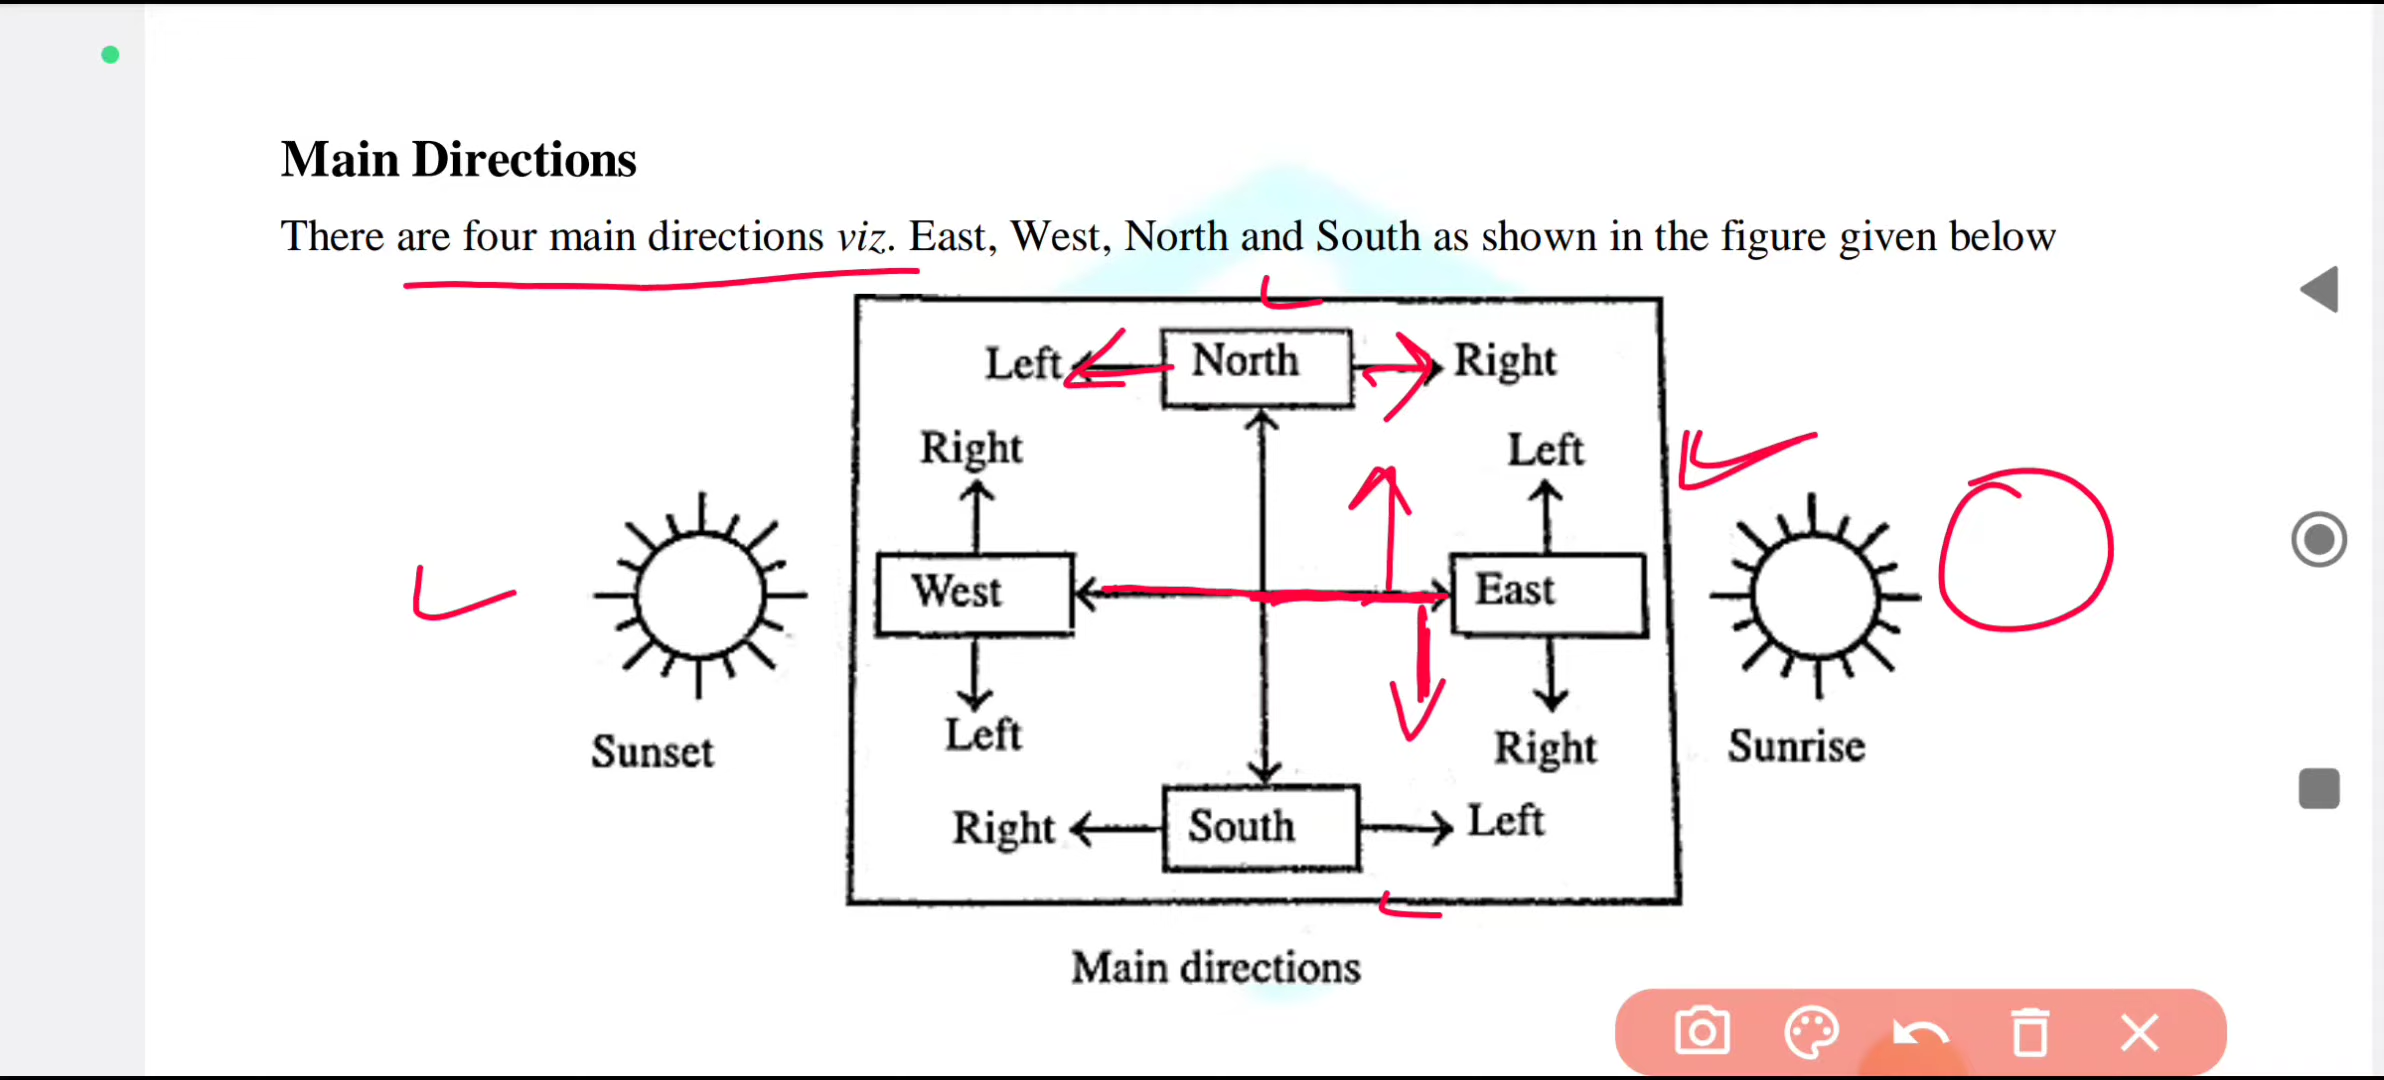 Main Directions
There are four main directions viz. East, West, North and South as shown in the figure given below
Left North Right
Right Left
West East
Left Right
Sunset Sunrise
Right South Left
Main directions